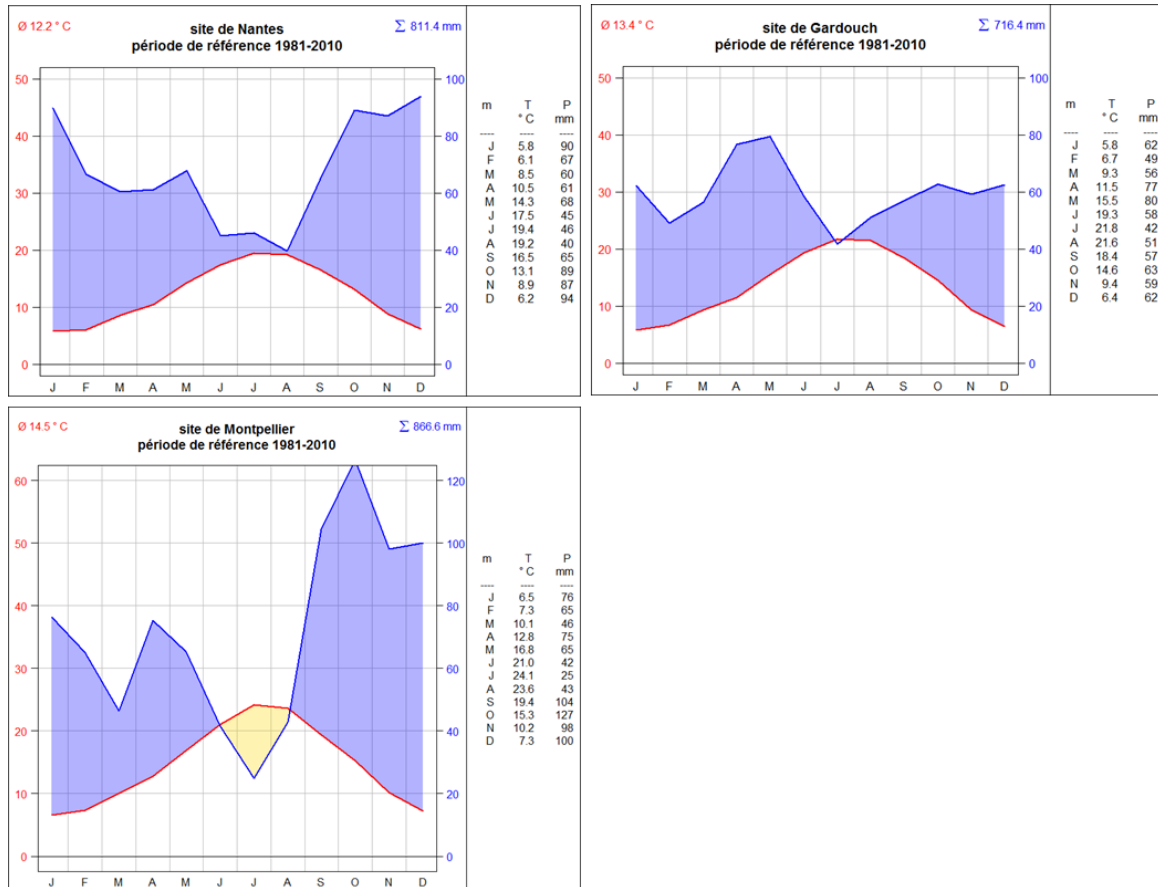 Ø 12.2 ° C
site de Nantes
Σ 811.4 mm
période de référence 1981-2010
50
40
30
20
10
0
100
80
60
40
20
0
J F M A M J J A S O N D
m T P
° C mm
---- ---- ----
J 5.8 90
F 6.1 67
M 8.5 60
A 10.5 61
M 14.3 68
J 17.5 45
J 19.4 46
A 19.2 40
S 16.5 65
O 13.1 89
N 8.9 87
D 6.2 94
Ø 13.4 ° C
site de Gardouch
Σ 716.4 mm
période de référence 1981-2010
50
40
30
20
10
0
100
80
60
40
20
0
J F M A M J J A S O N D
m T P
° C mm
---- ---- ----
J 5.8 62
F 6.7 49
M 9.3 56
A 11.5 77
M 15.5 80
J 19.3 58
J 21.8 42
A 21.6 51
S 18.4 57
O 14.6 63
N 9.4 59
D 6.4 62
Ø 14.5 ° C
site de Montpellier
Σ 866.6 mm
période de référence 1981-2010
60
50
40
30
20
10
0
120
100
80
60
40
20
0
J F M A M J J A S O N D
m T P
° C mm
---- ---- ----
J 6.5 76
F 7.3 65
M 10.1 46
A 12.8 75
M 16.8 65
J 21.0 42
J 24.1 25
A 23.6 43
S 19.4 104
O 15.3 127
N 10.2 98
D 7.3 100